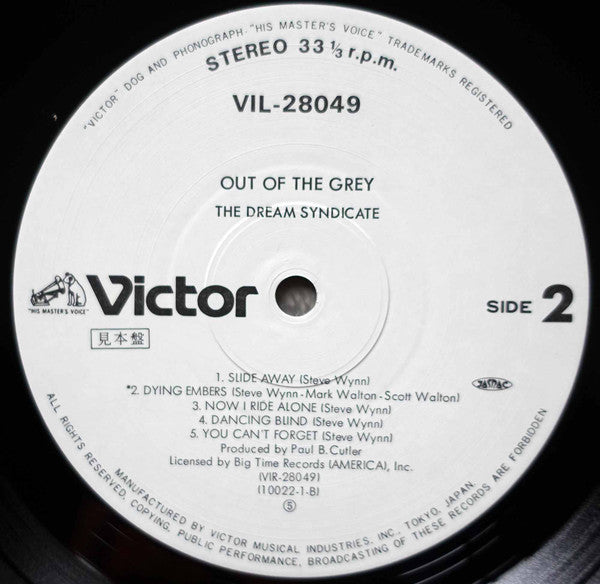 "VICTOR" DOG AND PHONOGRAPH·"HIS MASTER'S VOICE" TRADEMARKS REGISTERED
STEREO 33 1/3 r.p.m.
VIL-28049
OUT OF THE GREY
THE DREAM SYNDICATE
"HIS MASTER'S VOICE"
Victor
SIDE 2
見本盤
JASRAC
1. SLIDE AWAY (Steve Wynn)
*2. DYING EMBERS (Steve Wynn-Mark Walton-Scott Walton)
3. NOW I RIDE ALONE (Steve Wynn)
4. DANCING BLIND (Steve Wynn)
5. YOU CAN'T FORGET (Steve Wynn)
Produced by Paul B. Cutler
Licensed by Big Time Records (AMERICA), Inc.
(VIR-28049)
(10022-1-B)
⑤
MANUFACTURED BY VICTOR MUSICAL INDUSTRIES, INC., TOKYO, JAPAN.
ALL RIGHTS RESERVED, COPYING, PUBLIC PERFORMANCE, BROADCASTING OF THESE RECORDS ARE FORBIDDEN